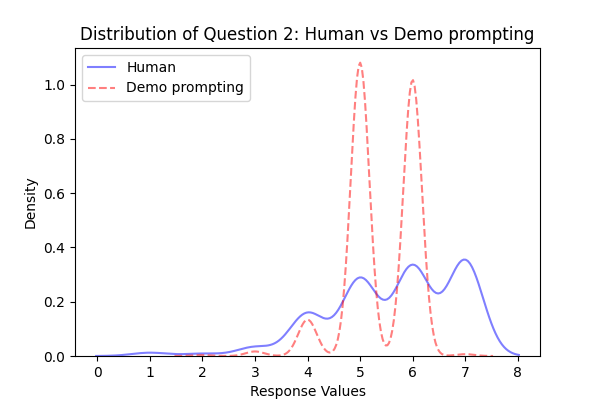 Distribution of Question 2: Human vs Demo prompting
Human
Demo prompting
Density
1.0
0.8
0.6
0.4
0.2
0.0
0 1 2 3 4 5 6 7 8
Response Values